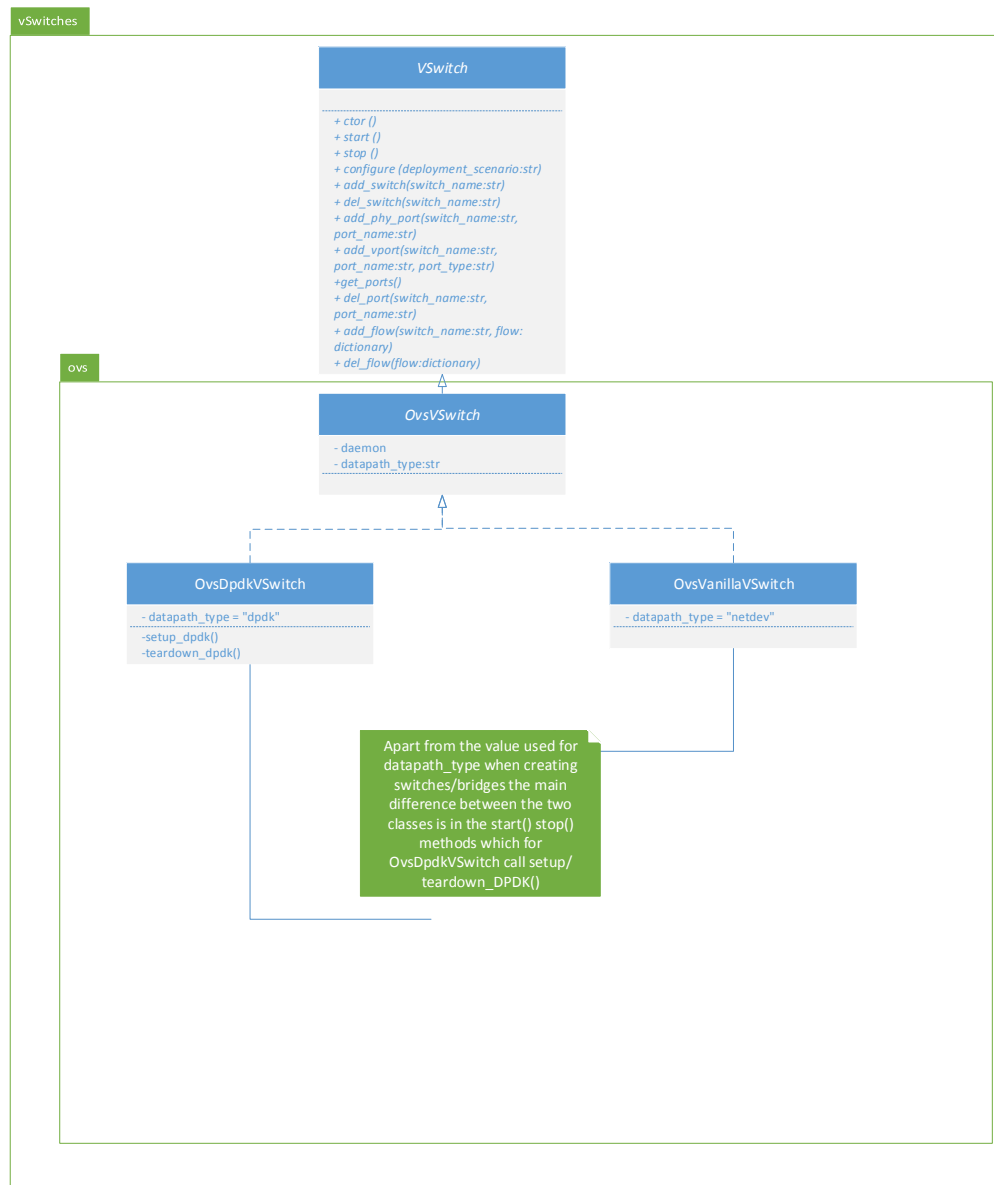 vSwitches
VSwitch
+ ctor ()
+ start ()
+ stop ()
+ configure (deployment_scenario:str)
+ add_switch(switch_name:str)
+ del_switch(switch_name:str)
+ add_phy_port(switch_name:str,
port_name:str)
+ add_vport(switch_name:str,
port_name:str, port_type:str)
+get_ports()
+ del_port(switch_name:str,
port_name:str)
+ add_flow(switch_name:str, flow:
dictionary)
+ del_flow(flow:dictionary)
ovs
OvsVSwitch
- daemon
- datapath_type:str
OvsDpdkVSwitch
- datapath_type = "dpdk"
-setup_dpdk()
-teardown_dpdk()
OvsVanillaVSwitch
- datapath_type = "netdev"
Apart from the value used for
datapath_type when creating
switches/bridges the main
difference between the two
classes is in the start() stop()
methods which for
OvsDpdkVSwitch call setup/
teardown_DPDK()